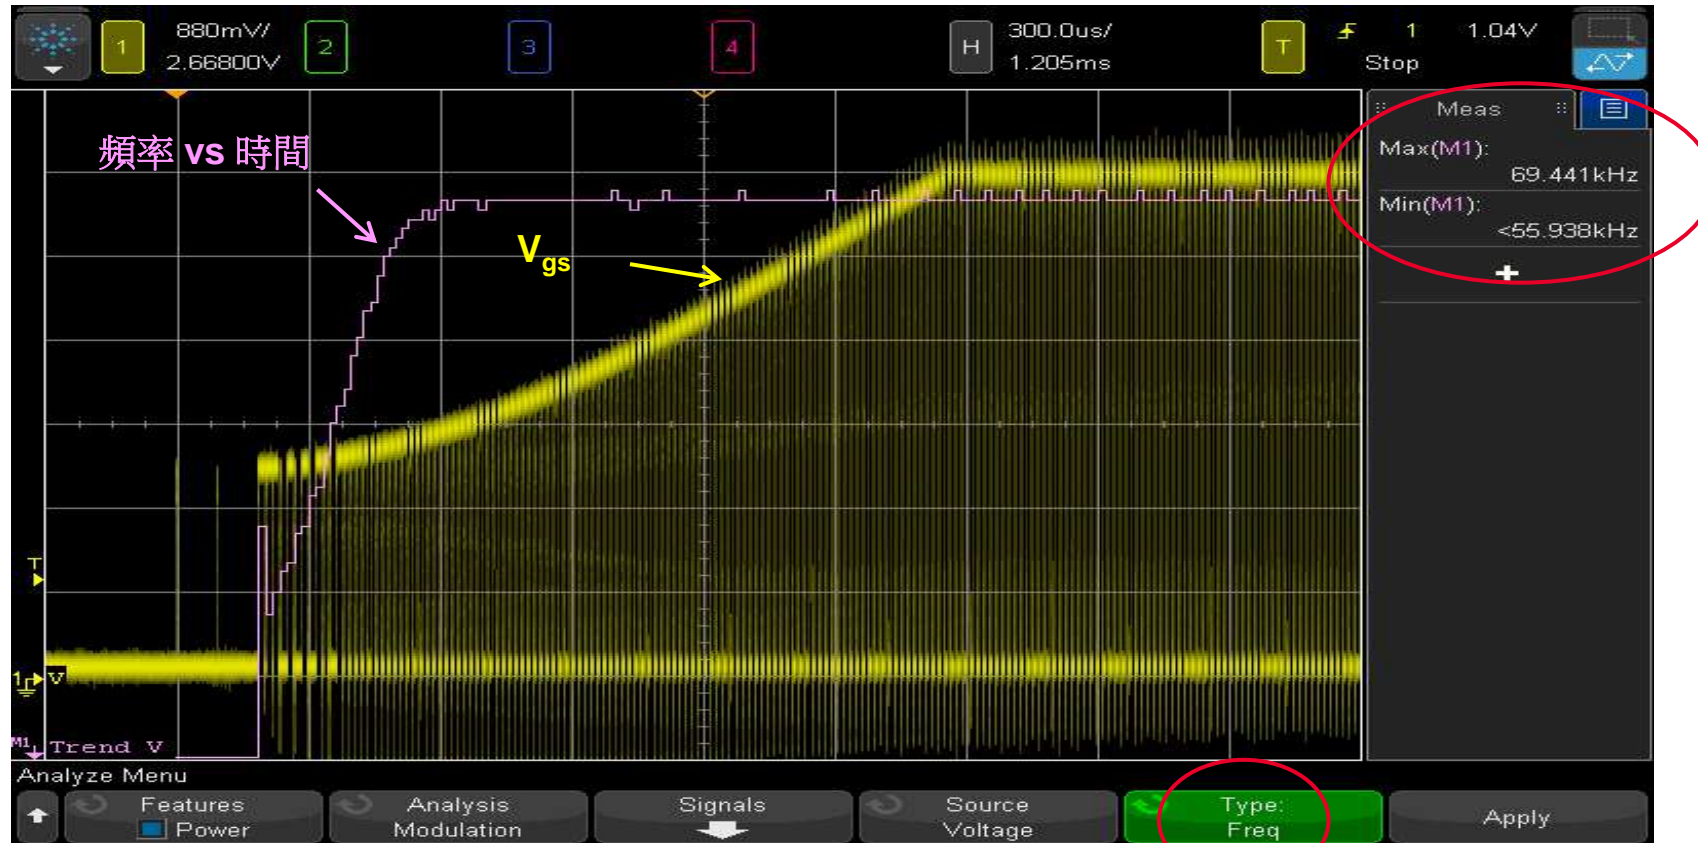 1 880mV/ 2 3 4 H 300.0us/ T 1 1.04V
2.66800V 1.205ms Stop
頻率 vs 時間
Vgs
Meas
Max(M1):
69.441kHz
Min(M1):
<55.938kHz
+
T
1 V
M1 Trend V
Analyze Menu
Features Analysis Signals Source Type: Apply
Power Modulation Voltage Freq